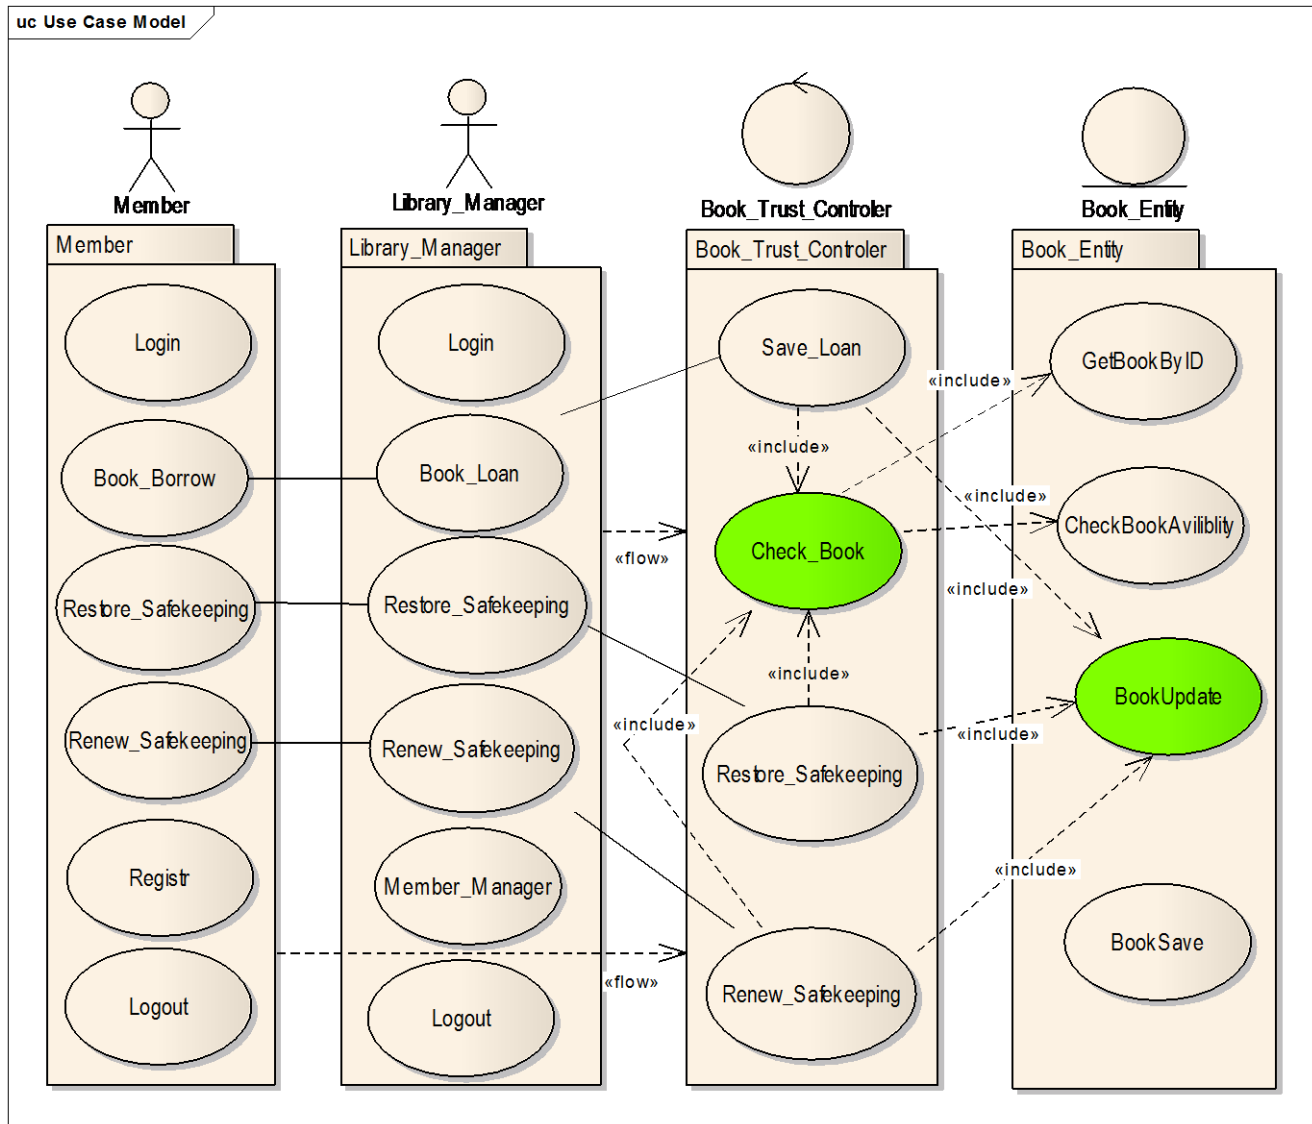 uc Use Case Model
Member
Library_Manager
Book_Trust_Controler
Book_Entity
Member
Login
Book_Borrow
Restore_Safekeeping
Renew_Safekeeping
Registr
Logout
Library_Manager
Login
Book_Loan
Restore_Safekeeping
Renew_Safekeeping
Member_Manager
Logout
«flow»
«flow»
Book_Trust_Controler
Save_Loan
«include»
Check_Book
«include»
«include»
Restore_Safekeeping
Renew_Safekeeping
«include»
«include»
«include»
«include»
«include»
Book_Entity
GetBookByID
CheckBookAviliblity
BookUpdate
BookSave